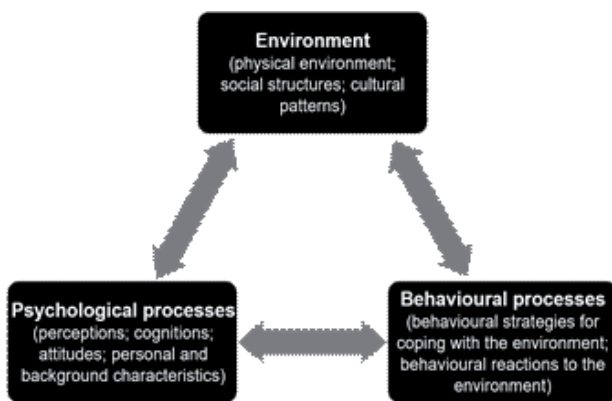 Environment
(physical environment;
social structures; cultural
patterns)
Psychological processes
(perceptions; cognitions;
attitudes; personal and
background characteristics)
Behavioural processes
(behavioural strategies for
coping with the environment;
behavioural reactions to the
environment)